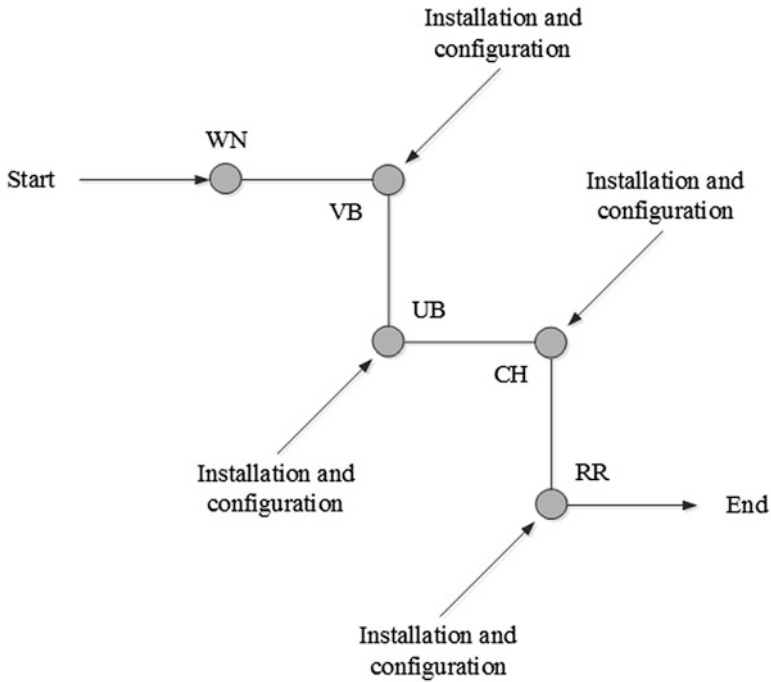 Installation and
configuration
WN
Start
VB
Installation and
configuration
UB
CH
Installation and
configuration
RR
End
Installation and
configuration